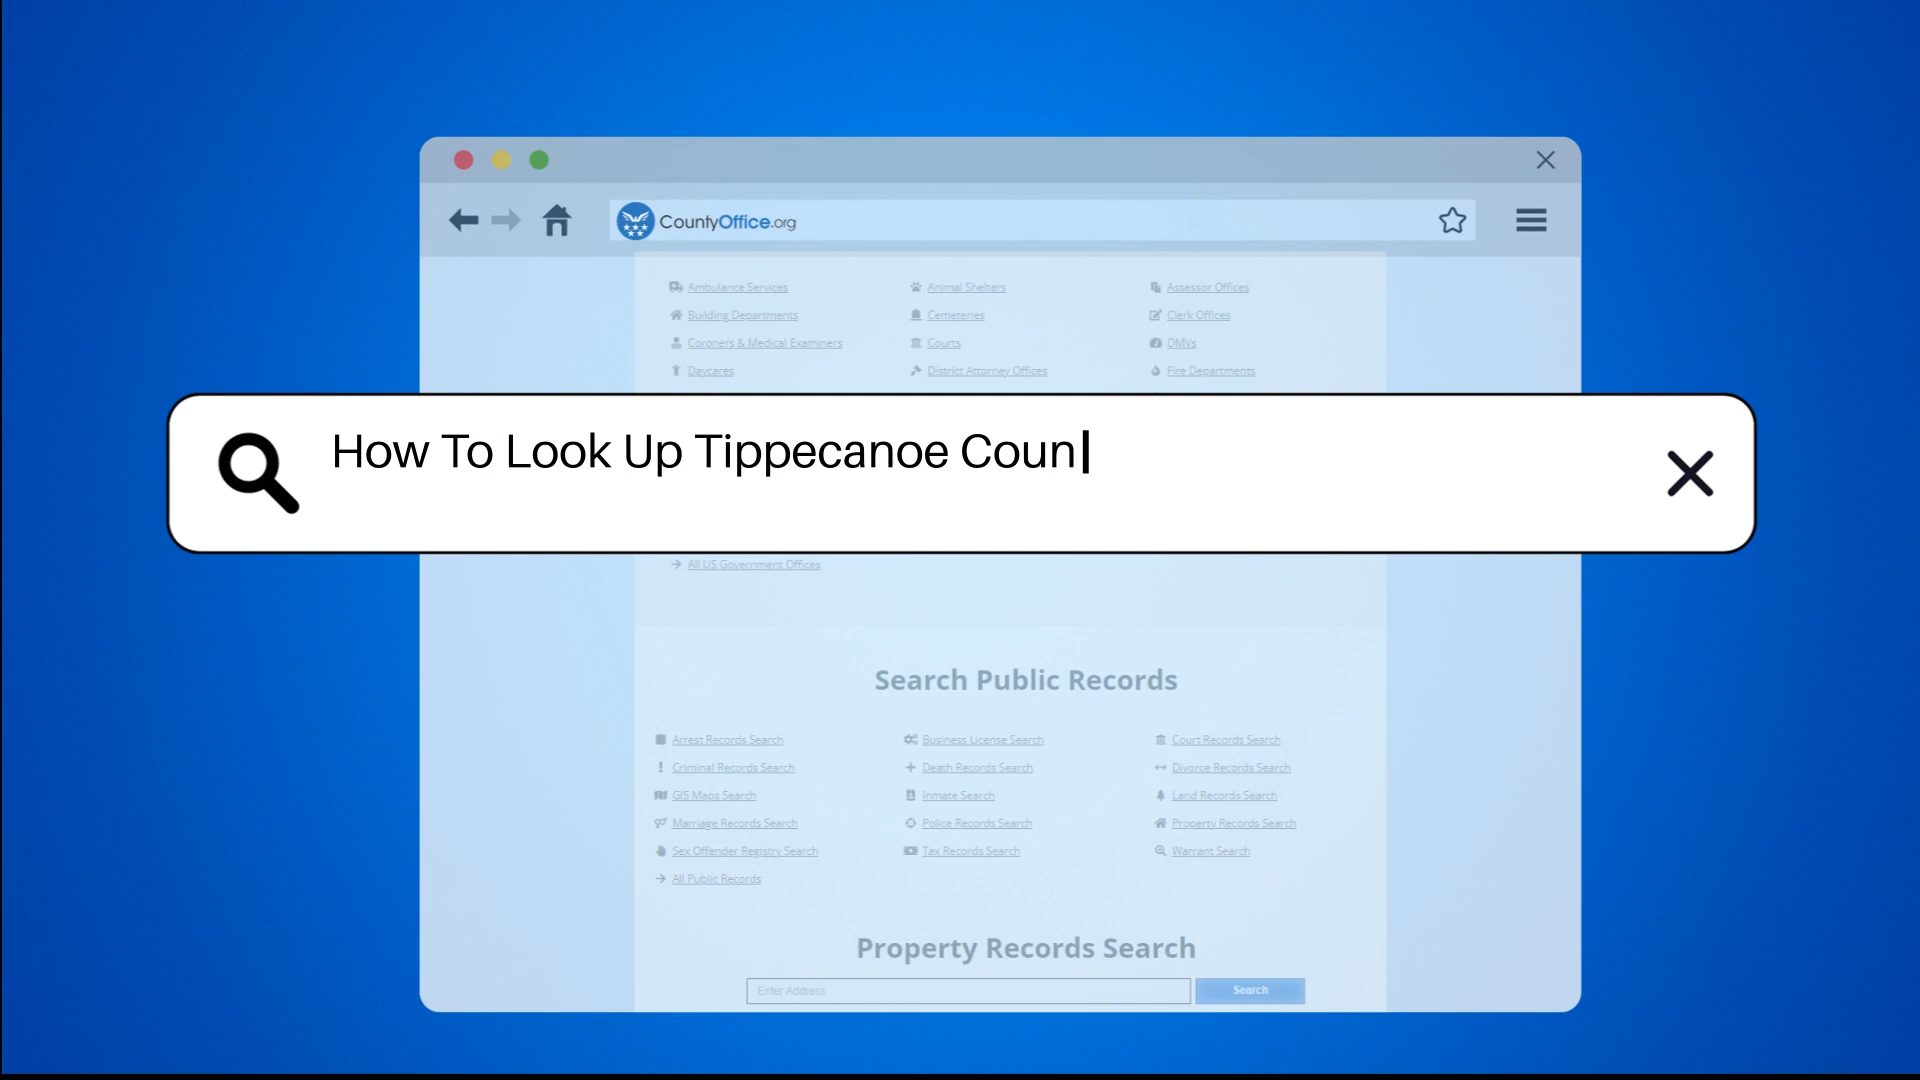 CountyOffice.org
Ambulance Services Animal Shelters Assessor Offices
Building Departments Cemeteries Clerk Offices
Coroners & Medical Examiners Courts DMVs
Daycares District Attorney Offices Fire Departments
How To Look Up Tippecanoe Coun
All US Government Offices
Search Public Records
Arrest Records Search Business License Search Court Records Search
Criminal Records Search Death Records Search Divorce Records Search
GIS Maps Search Inmate Search Land Records Search
Marriage Records Search Police Records Search Property Records Search
Sex Offender Registry Search Tax Records Search Warrant Search
All Public Records
Property Records Search
Enter Address Search